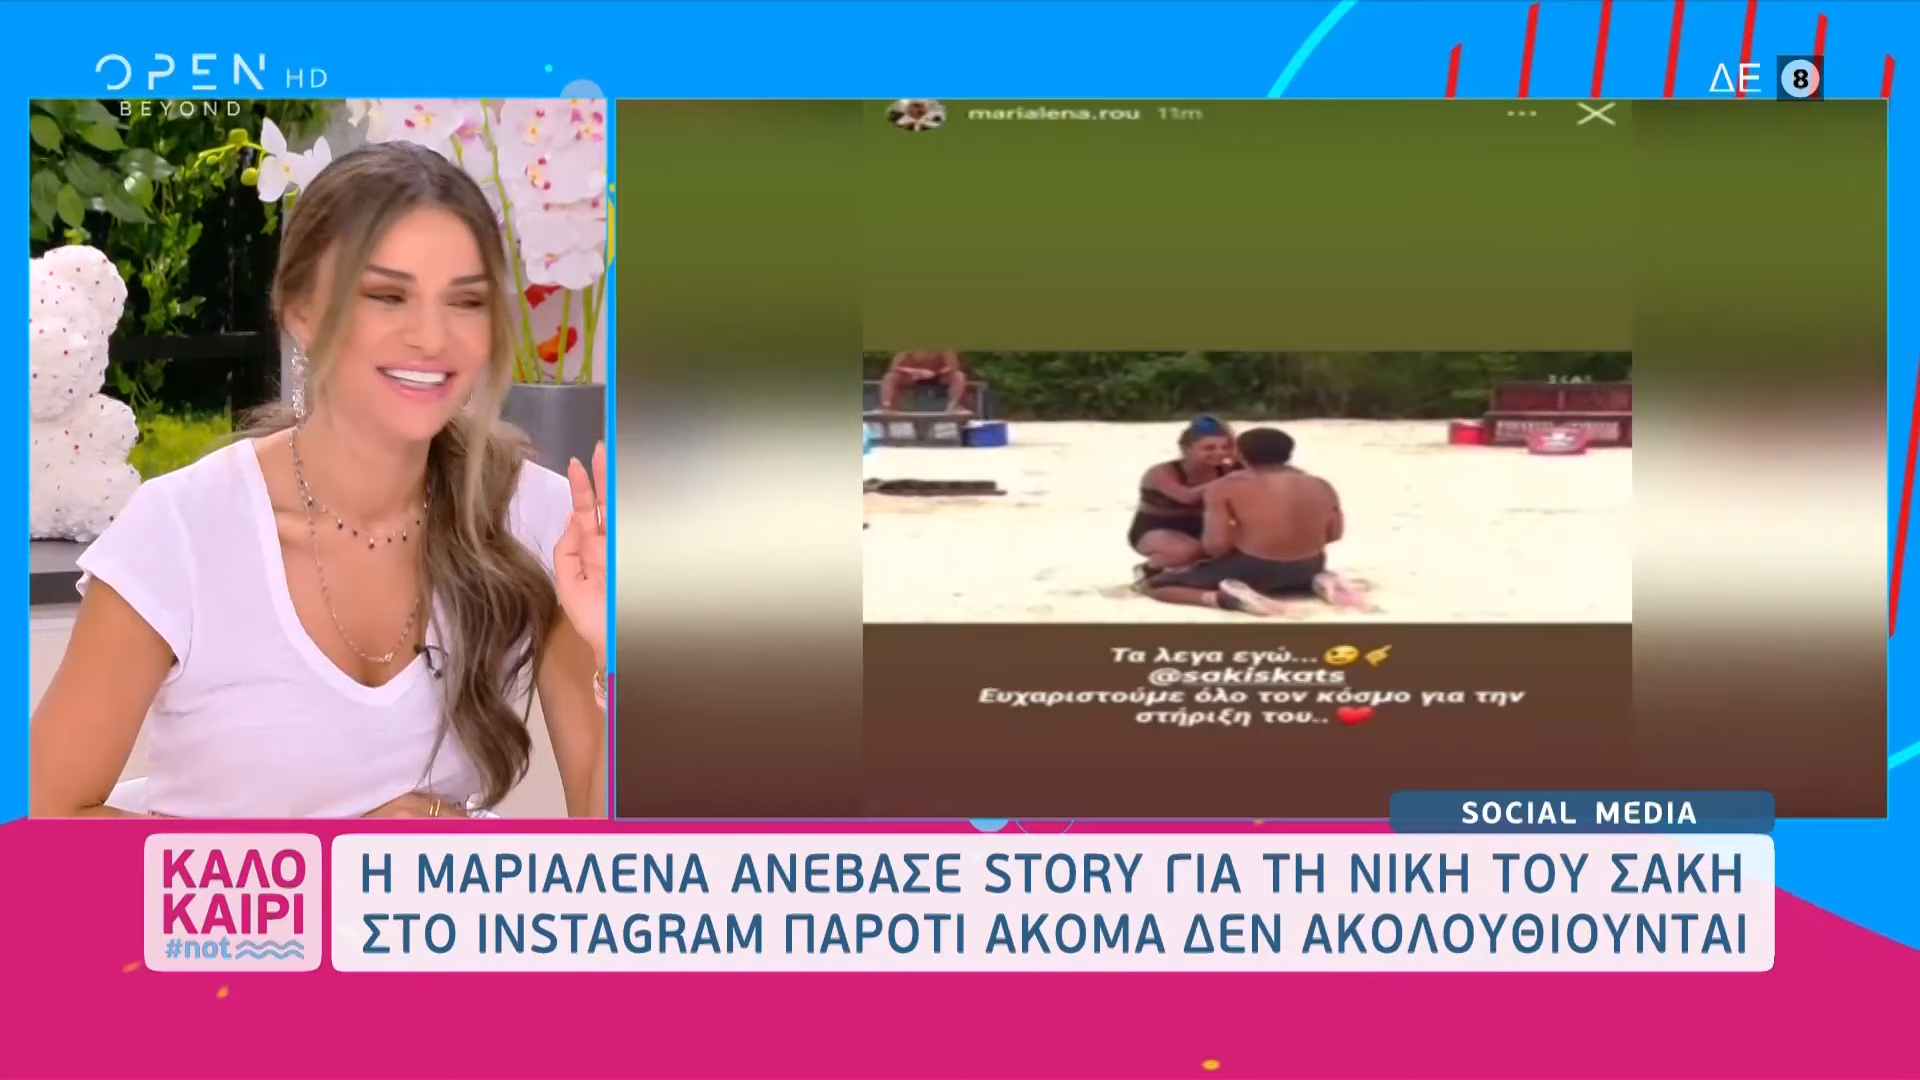 OPEN HD
BEYOND
ΔΕ 8
marialena.rou 11m
ΣΚΑΪ
Τα λεγα εγώ...
@sakiskats
Ευχαριστούμε όλο τον κόσμο για την
στήριξη του..
SOCIAL MEDIA
ΚΑΛΟ
ΚΑΙΡΙ
#not
Η ΜΑΡΙΑΛΕΝΑ ΑΝΕΒΑΣΕ STORY ΓΙΑ ΤΗ ΝΙΚΗ ΤΟΥ ΣΑΚΗ
ΣΤΟ INSTAGRAM ΠΑΡΟΤΙ ΑΚΟΜΑ ΔΕΝ ΑΚΟΛΟΥΘΙΟΥΝΤΑΙ